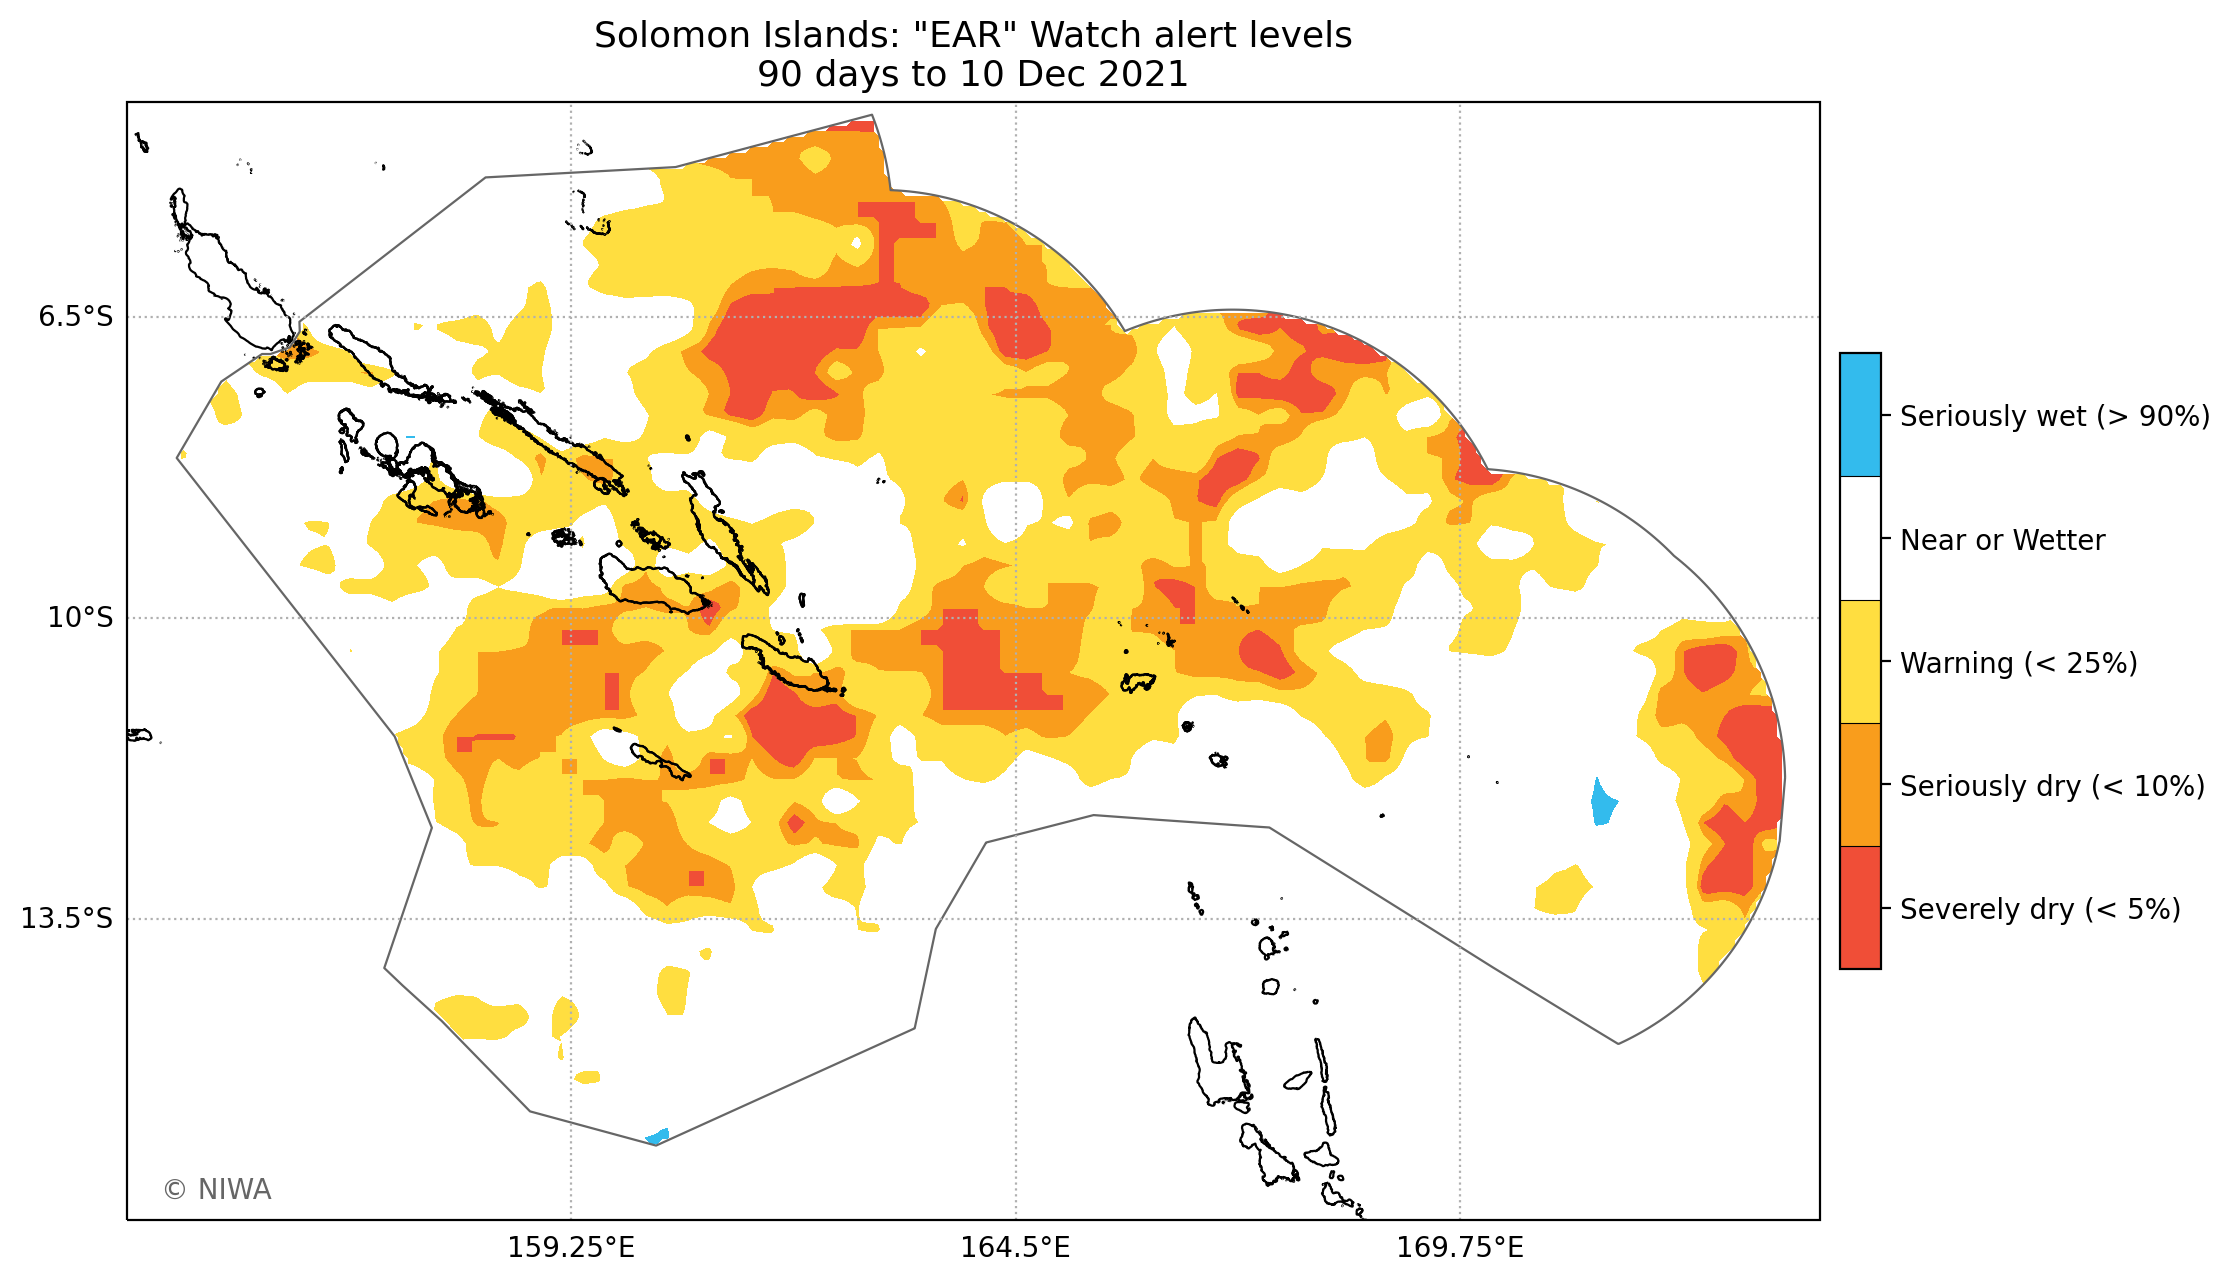 Solomon Islands: "EAR" Watch alert levels
90 days to 10 Dec 2021
6.5°S
10°S
13.5°S
159.25°E
164.5°E
169.75°E
Seriously wet (> 90%)
Near or Wetter
Warning (< 25%)
Seriously dry (< 10%)
Severely dry (< 5%)
© NIWA